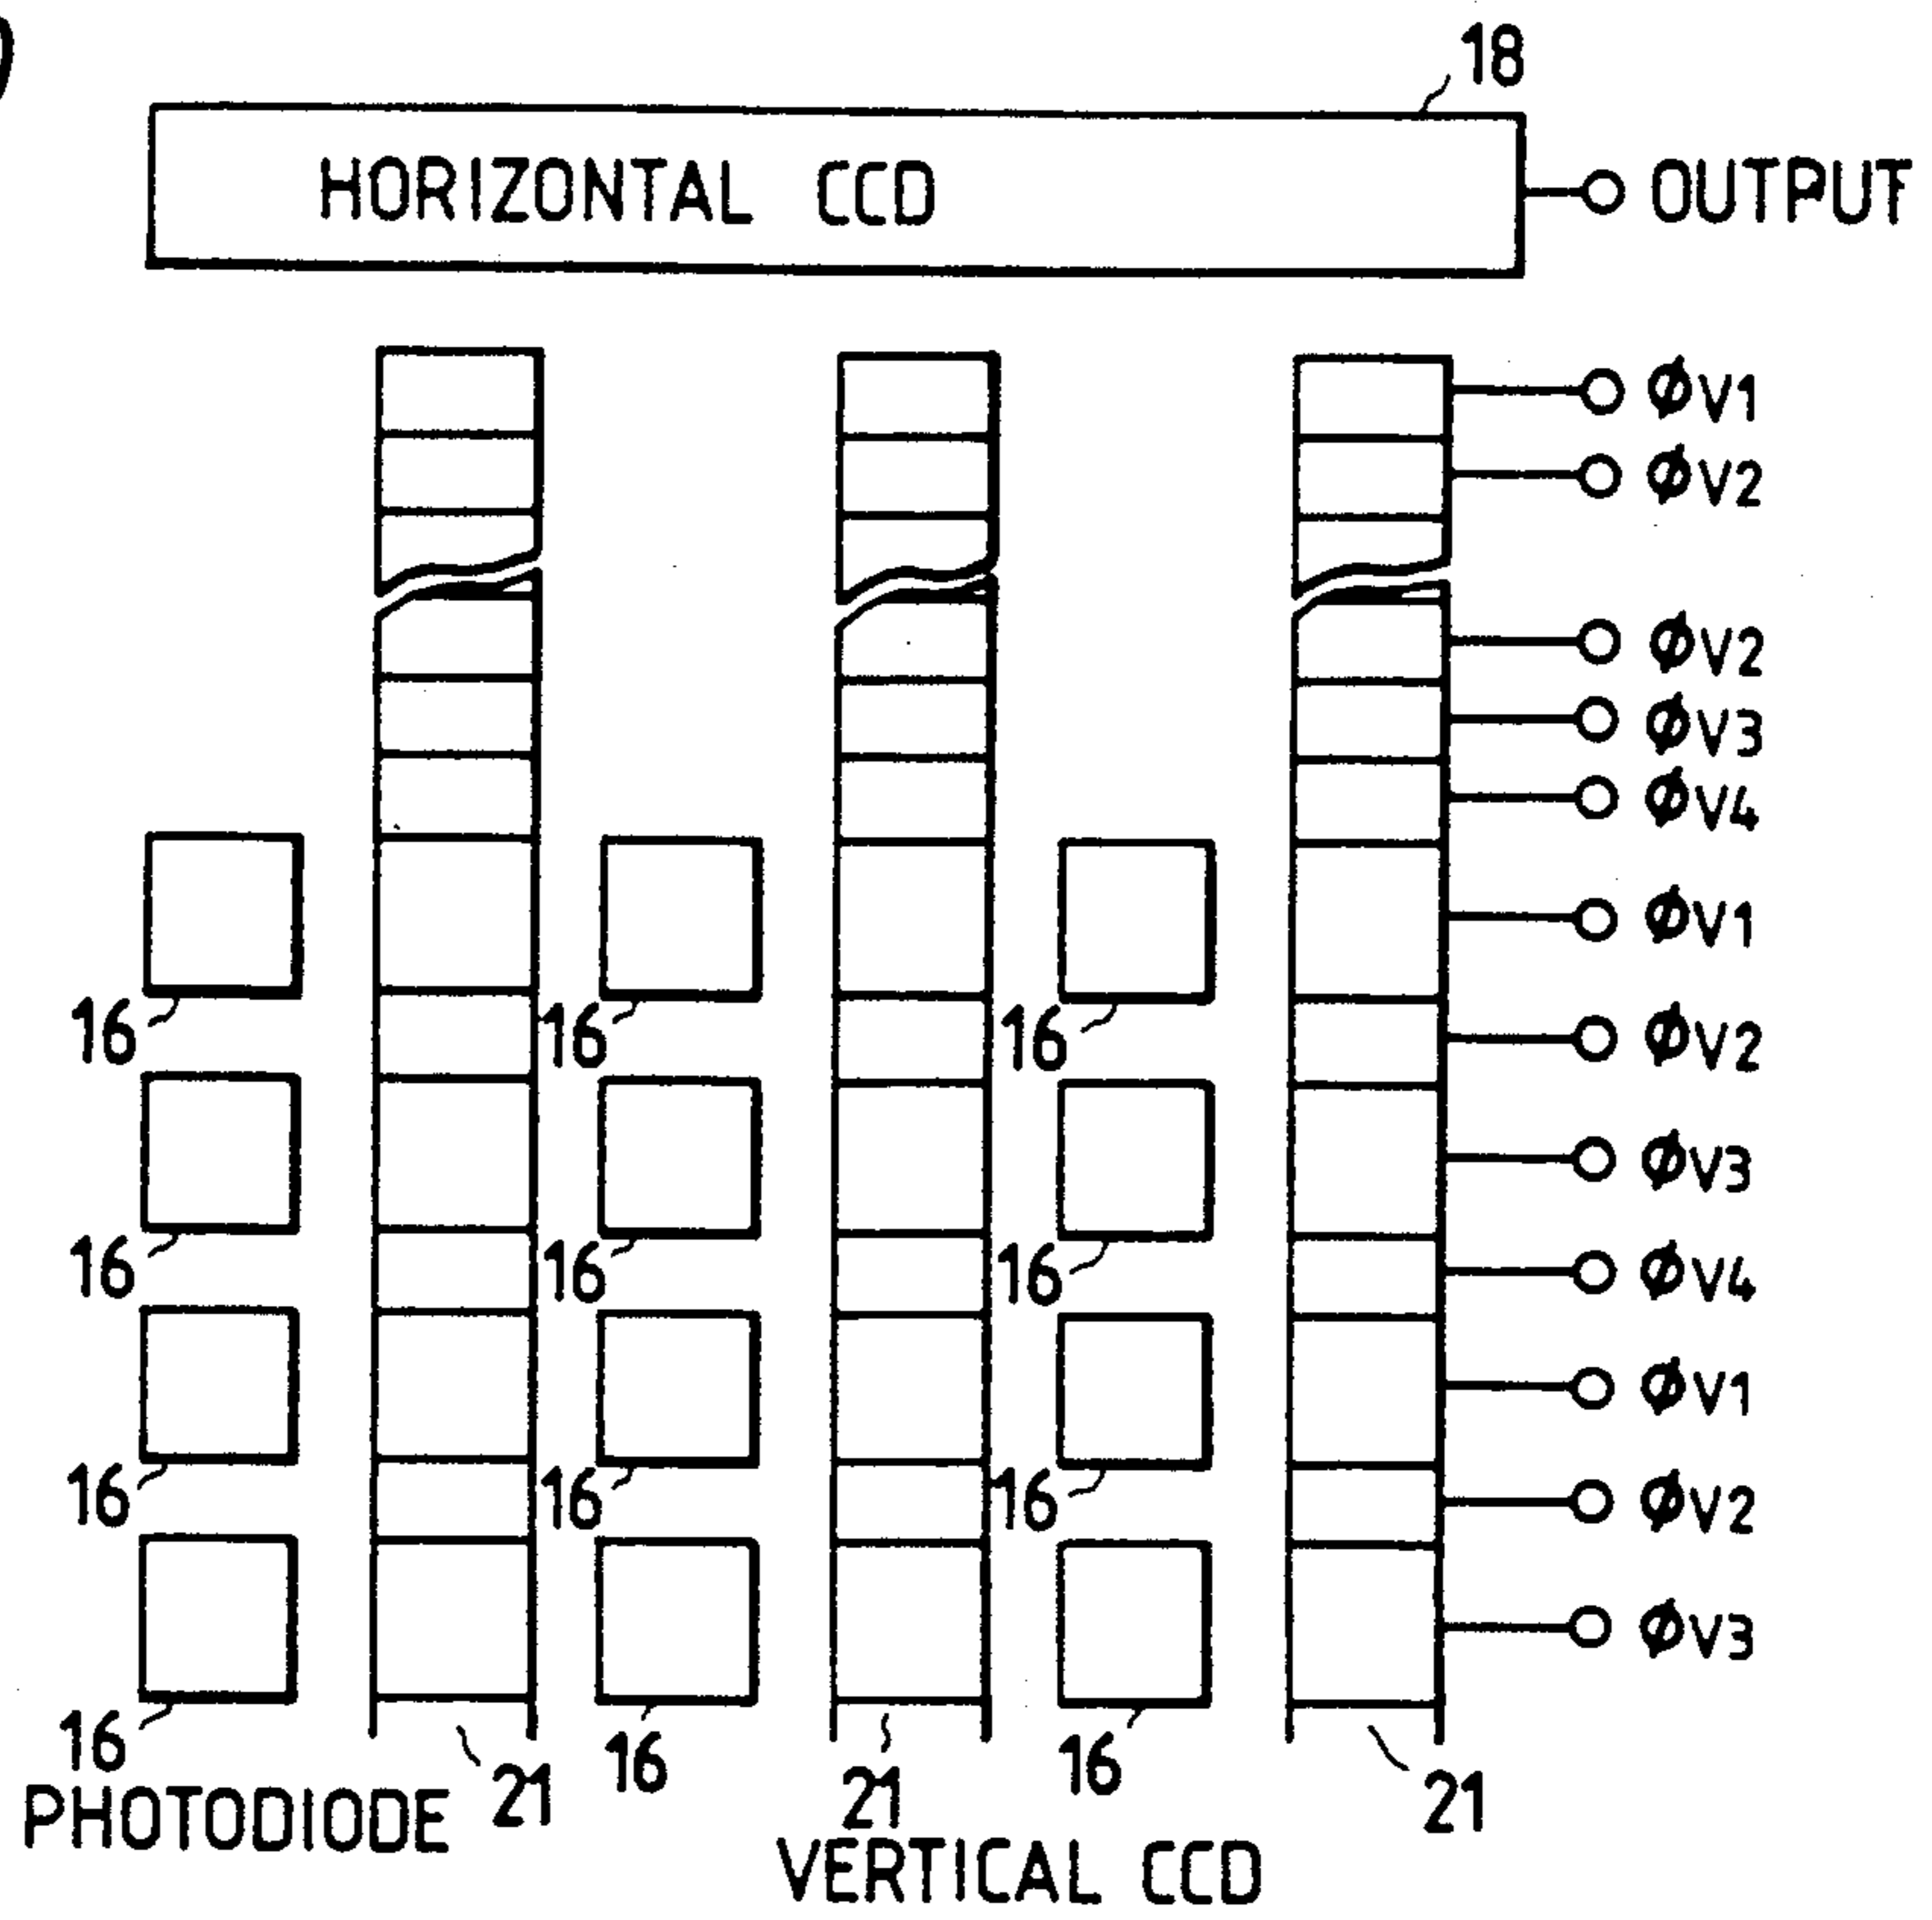 18
HORIZONTAL CCD
OUTPUT
ϕV1
ϕV2
ϕV2
ϕV3
ϕV4
ϕV1
16 16 16
ϕV2
ϕV3
16 16 16
ϕV4
ϕV1
16 16 16
ϕV2
ϕV3
16 21 16 21 16 21
PHOTODIODE
VERTICAL CCD